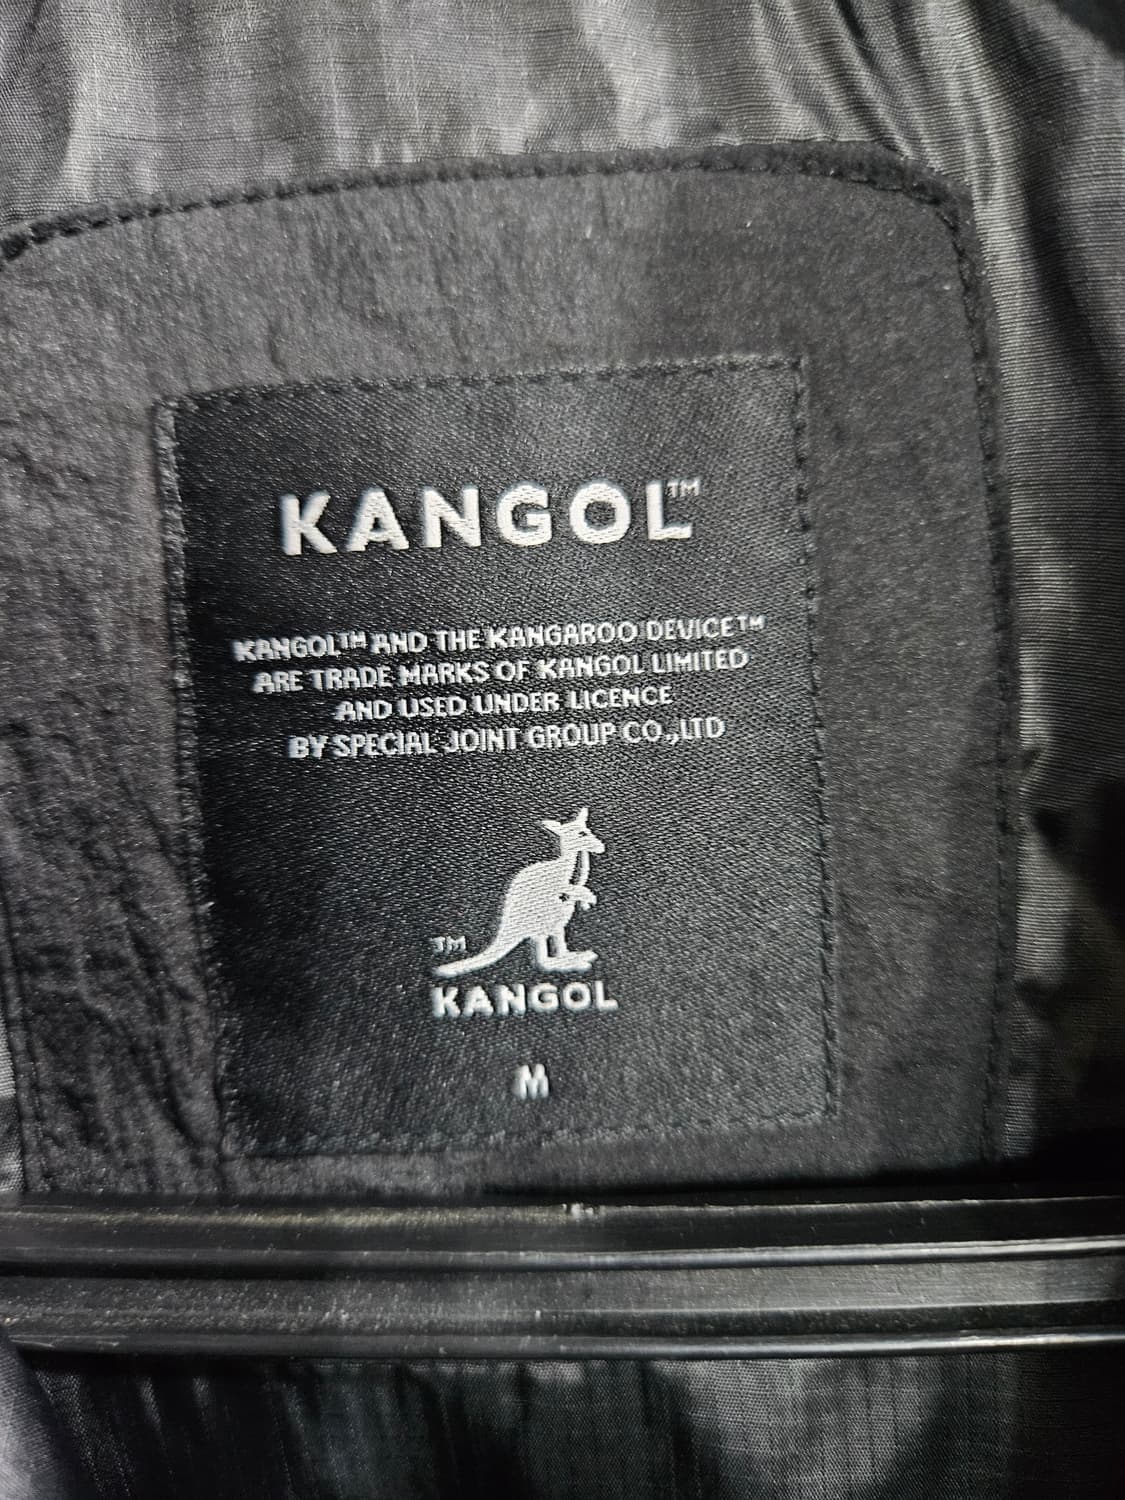 KANGOL™
KANGOL™ AND THE KANGAROO DEVICE™
ARE TRADE MARKS OF KANGOL LIMITED
AND USED UNDER LICENCE
BY SPECIAL JOINT GROUP CO.,LTD
TM
KANGOL
M